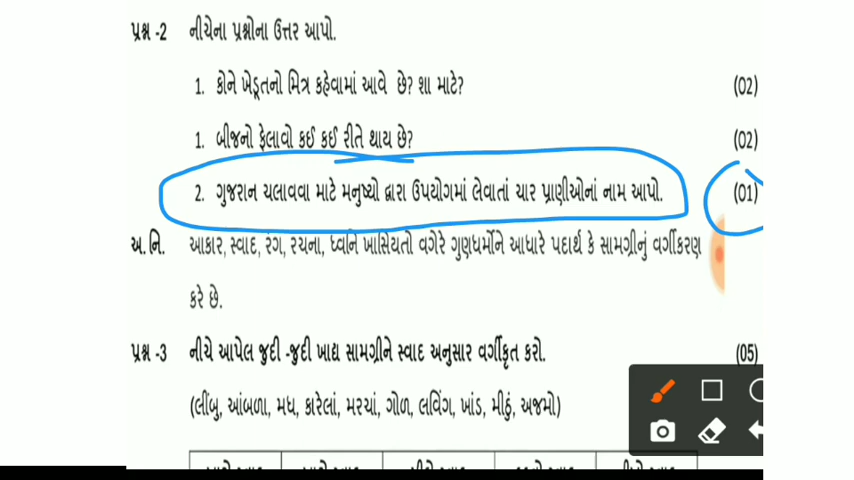 પ્રશ્ન -2 નીચેના પ્રશ્નોના ઉત્તર આપો.
1. કોને ખેડૂતનો મિત્ર કહેવામાં આવે છે? શા માટે? (02)
1. બીજનો ફેલાવો કઈ કઈ રીતે થાય છે? (02)
2. ગુજરાન ચલાવવા માટે મનુષ્યો દ્વારા ઉપયોગમાં લેવાતાં ચાર પ્રાણીઓનાં નામ આપો. (01)
અ.નિ. આકાર, સ્વાદ, રંગ, રચના, ધ્વનિ ખાસિયતો વગેરે ગુણધર્મોને આધારે પદાર્થ કે સામગ્રીનું વર્ગીકરણ
કરે છે.
પ્રશ્ન -3 નીચે આપેલ જુદી -જુદી ખાદ્ય સામગ્રીને સ્વાદ અનુસાર વર્ગીકૃત કરો. (05)
(લીંબુ, આંબળા, મધ, કારેલાં, મરચાં, ગોળ, લવિંગ, ખાંડ, મીઠું, અજમો)